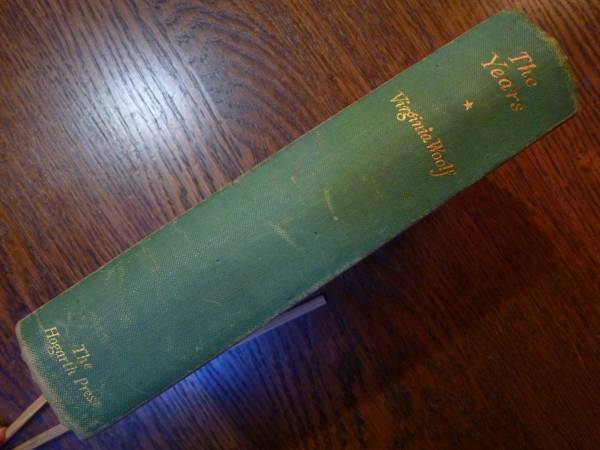 The
Years
Virginia Woolf
The
Hogarth Press